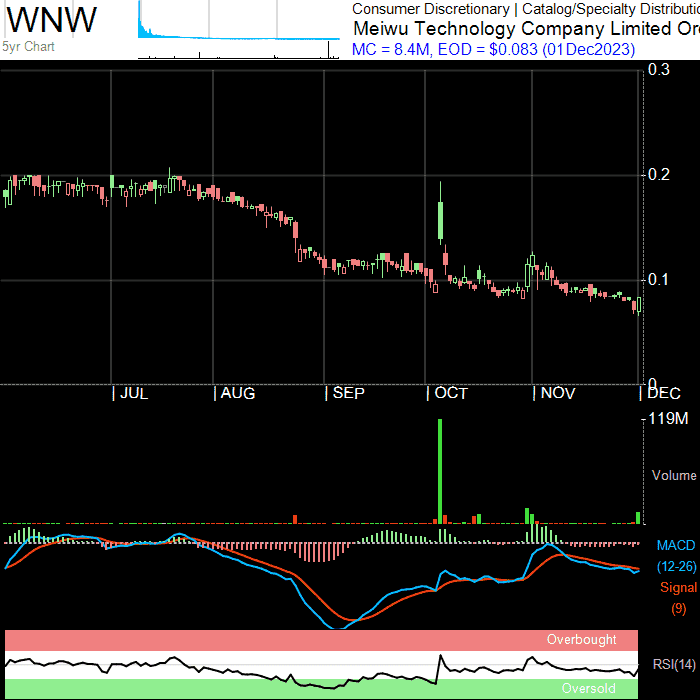 WNW
5yr Chart
Consumer Discretionary | Catalog/Specialty Distributio
Meiwu Technology Company Limited Or
MC = 8.4M, EOD = $0.083 (01Dec2023)
0.3
0.2
0.1
0
| JUL | AUG | SEP | OCT | NOV | DEC
119M
Volume
MACD
(12-26)
Signal
(9)
Overbought
RSI(14)
Oversold